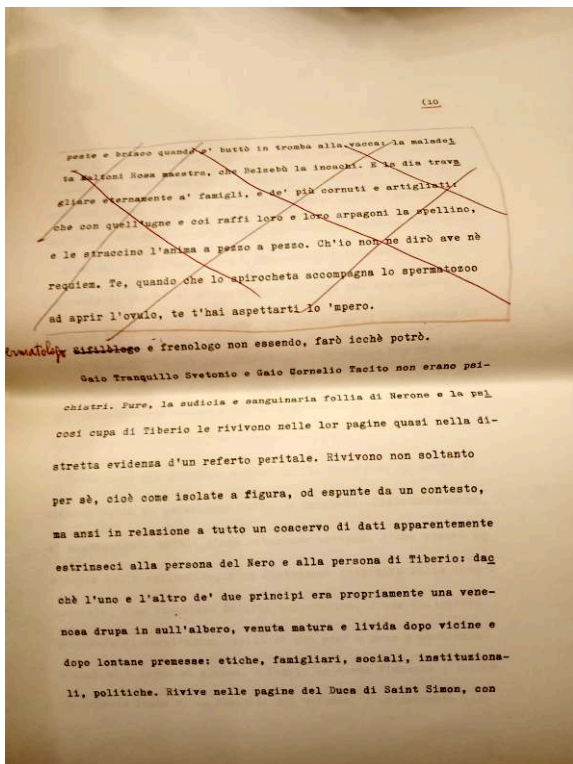 (10
peste e brisco quando e' buttò in tromba alla vacca: la maladet
ta Maltoni Rosa maestra, che Belzebù la incachi. E la dia trava
gliare eternamente a' famigli, e de' più cornuti e artigliati:
che con quell'ugne e coi raffi loro e loro arpagoni la spellino,
e le straccino l'anima a pezzo a pezzo. Ch'io non ne dirò ave nè
requiem. Te, quando che lo spirocheta accompagna lo spermatozoo
ad aprir l'ovulo, te t'hai aspettarti lo 'mpero.
ermatologo Sifilòlogo e frenologo non essendo, farò icchè potrò.
Gaio Tranquillo Svetonio e Gaio Cornelio Tacito non erano psi-
chistri. Pure, la sudicia e sanguinaria follia di Nerone e la psi
cosi cupa di Tiberio le rivivono nelle lor pagine quasi nella di-
stretta evidenza d'un referto peritale. Rivivono non soltanto
per sè, cioè come isolate a figura, od espunte da un contesto,
ma anzi in relazione a tutto un coacervo di dati apparentemente
estrinseci alla persona del Nero e alla persona di Tiberio: dac
chè l'uno e l'altro de' due principi era propriamente una vene-
nosa drupa in sull'albero, venuta matura e livida dopo vicine e
dopo lontane premesse: etiche, famigliari, sociali, instituziona-
li, politiche. Rivive nelle pagine del Duca di Saint Simon, con